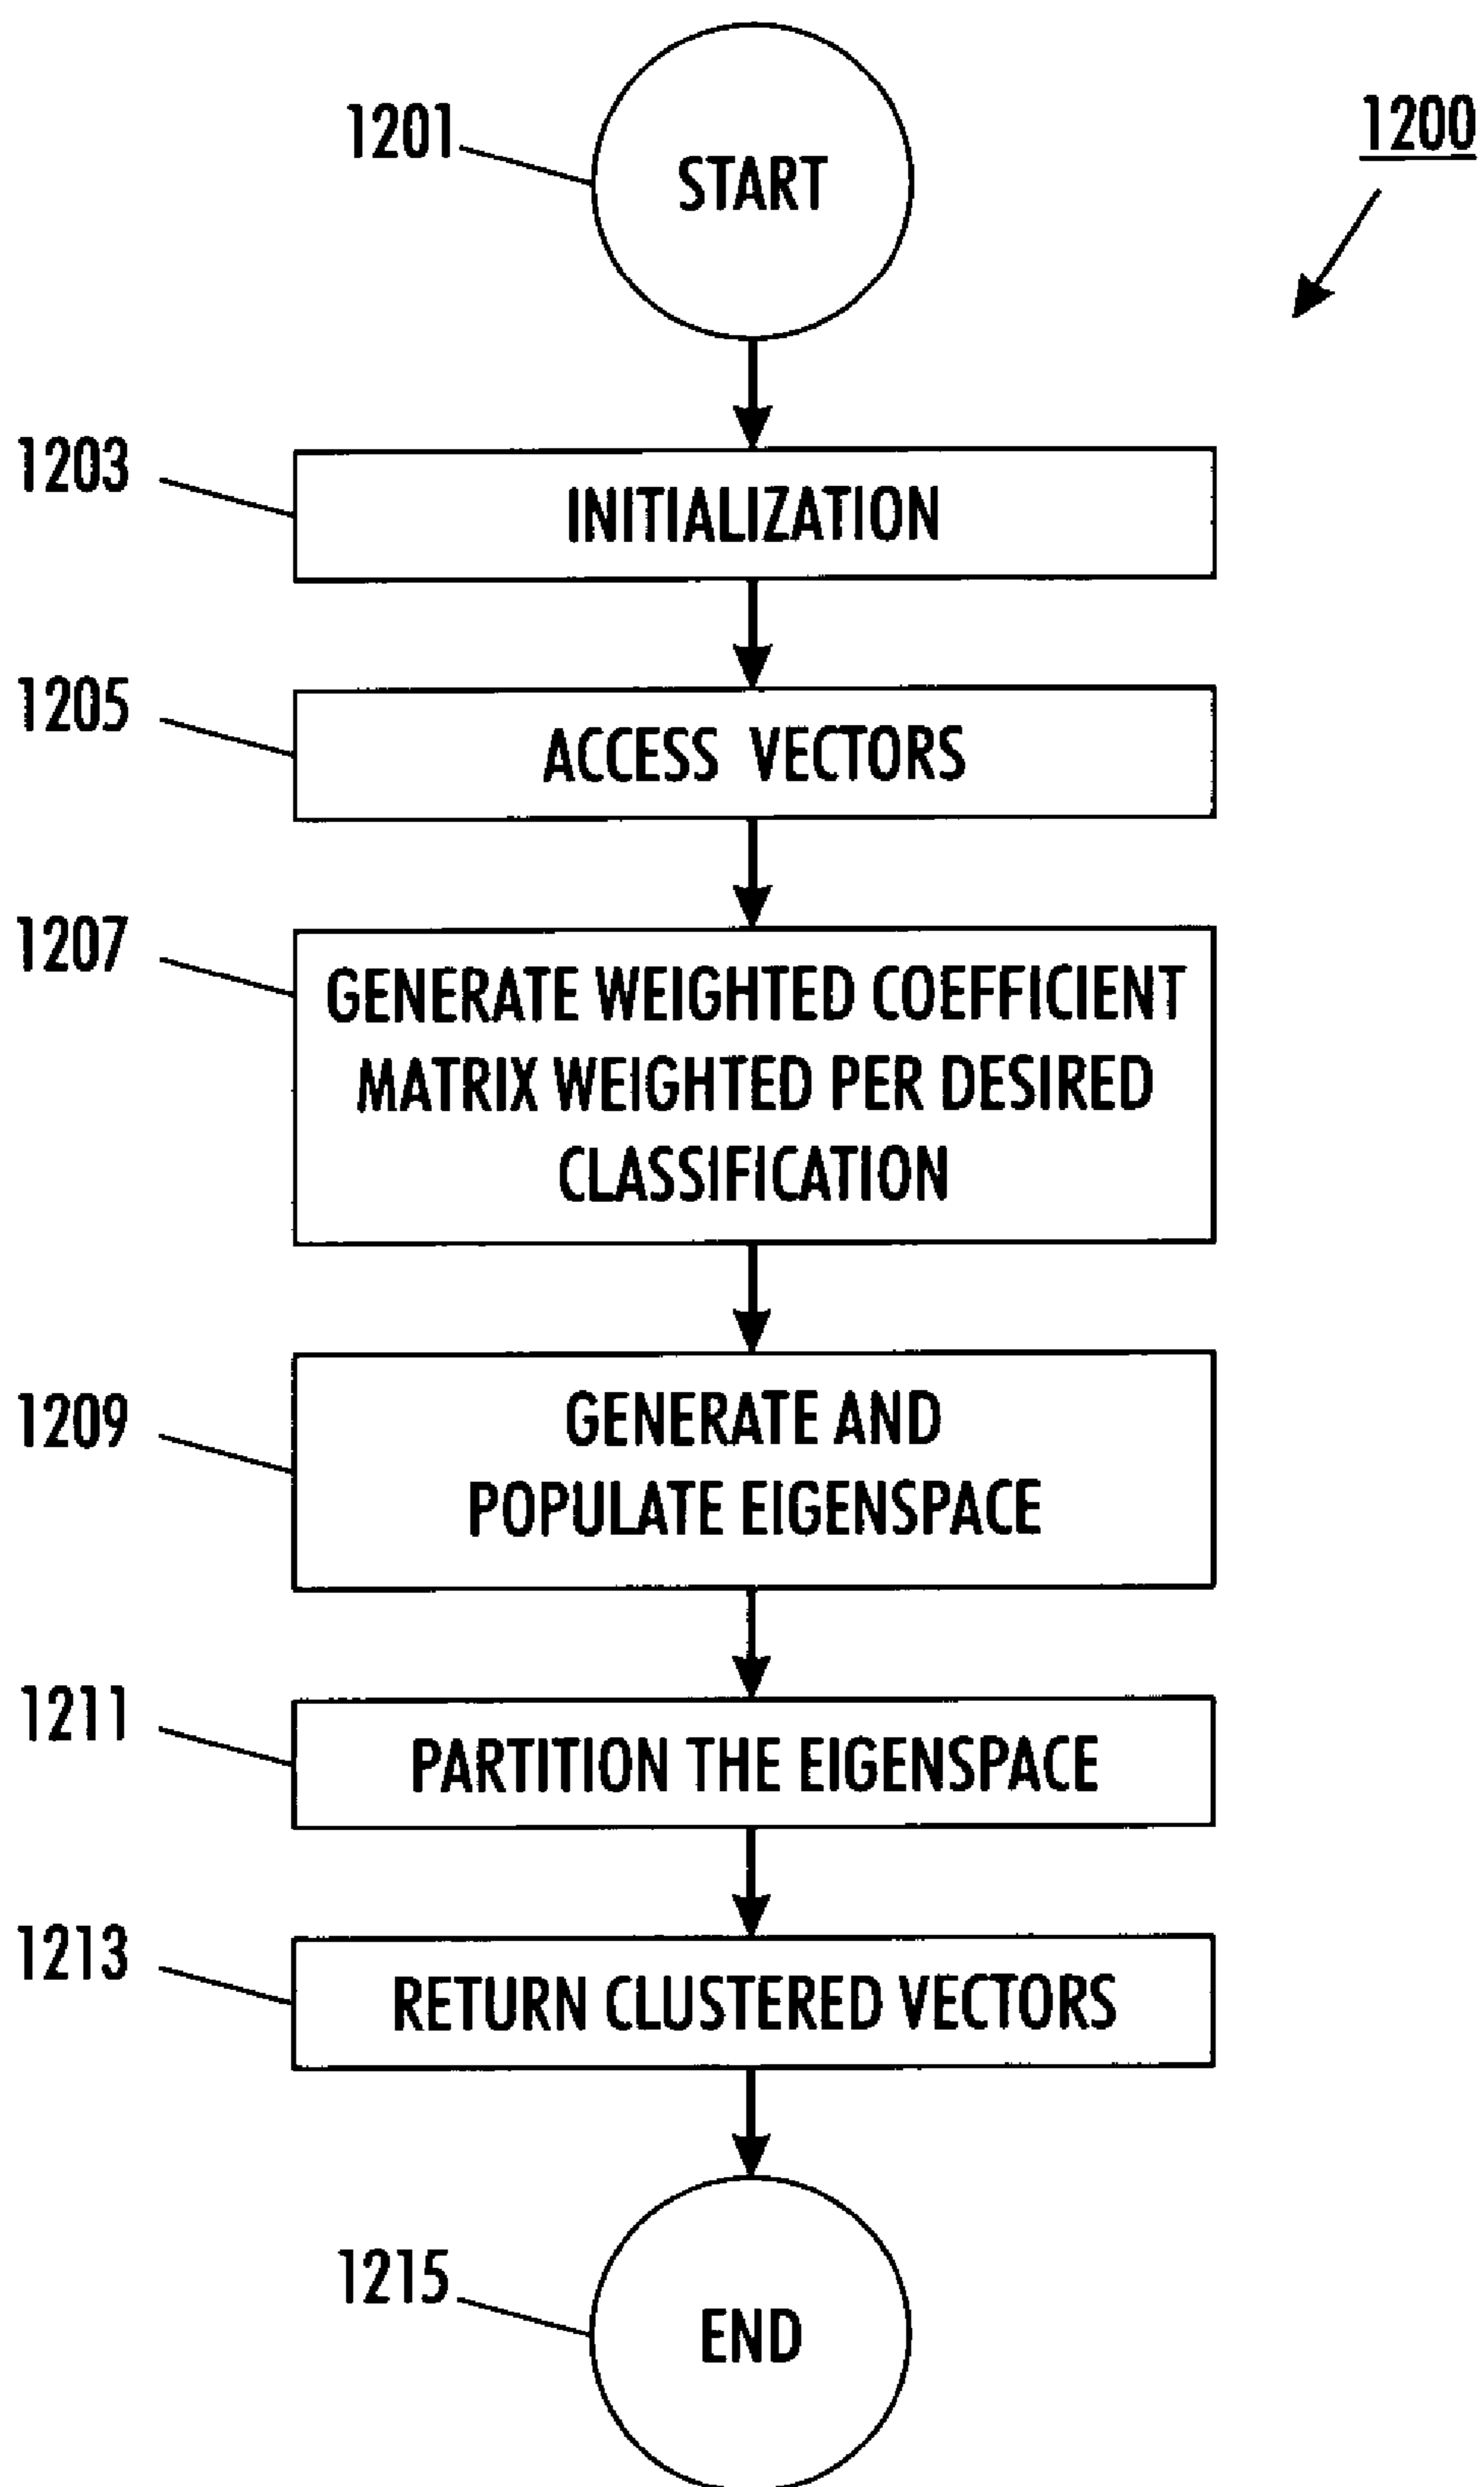 1200
1201
START
1203
INITIALIZATION
1205
ACCESS VECTORS
1207
GENERATE WEIGHTED COEFFICIENT
MATRIX WEIGHTED PER DESIRED
CLASSIFICATION
1209
GENERATE AND
POPULATE EIGENSPACE
1211
PARTITION THE EIGENSPACE
1213
RETURN CLUSTERED VECTORS
1215
END